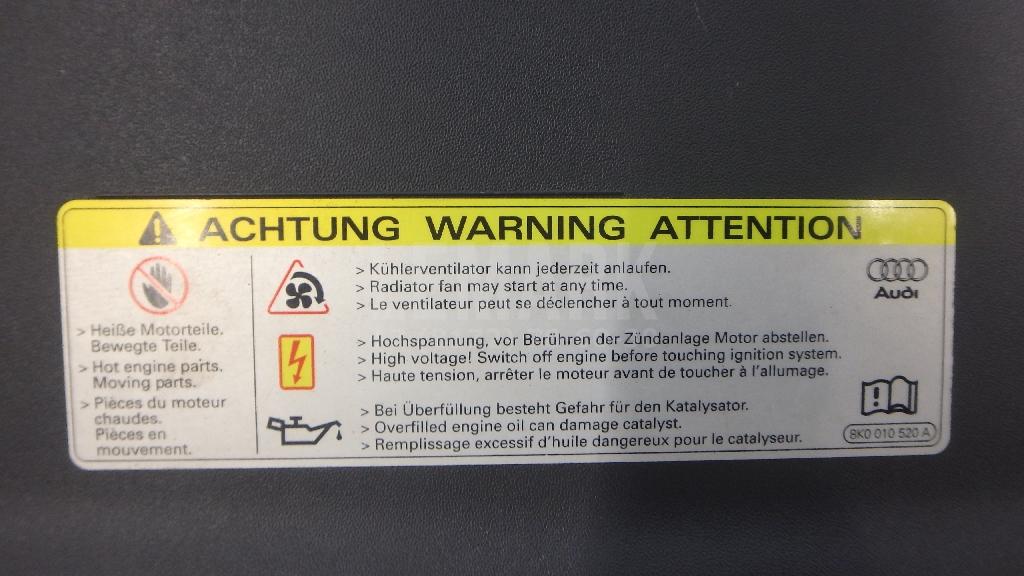 ACHTUNG WARNING ATTENTION
> Heiße Motorteile.
Bewegte Teile.
> Hot engine parts.
Moving parts.
> Pièces du moteur
chaudes.
Pièces en
mouvement.
> Kühlerventilator kann jederzeit anlaufen.
> Radiator fan may start at any time.
> Le ventilateur peut se déclencher à tout moment.
> Hochspannung, vor Berühren der Zündanlage Motor abstellen.
> High voltage! Switch off engine before touching ignition system.
> Haute tension, arrêter le moteur avant de toucher à l'allumage.
> Bei Überfüllung besteht Gefahr für den Katalysator.
> Overfilled engine oil can damage catalyst.
> Remplissage excessif d'huile dangereux pour le catalyseur.
Audi
8K0 010 520 A